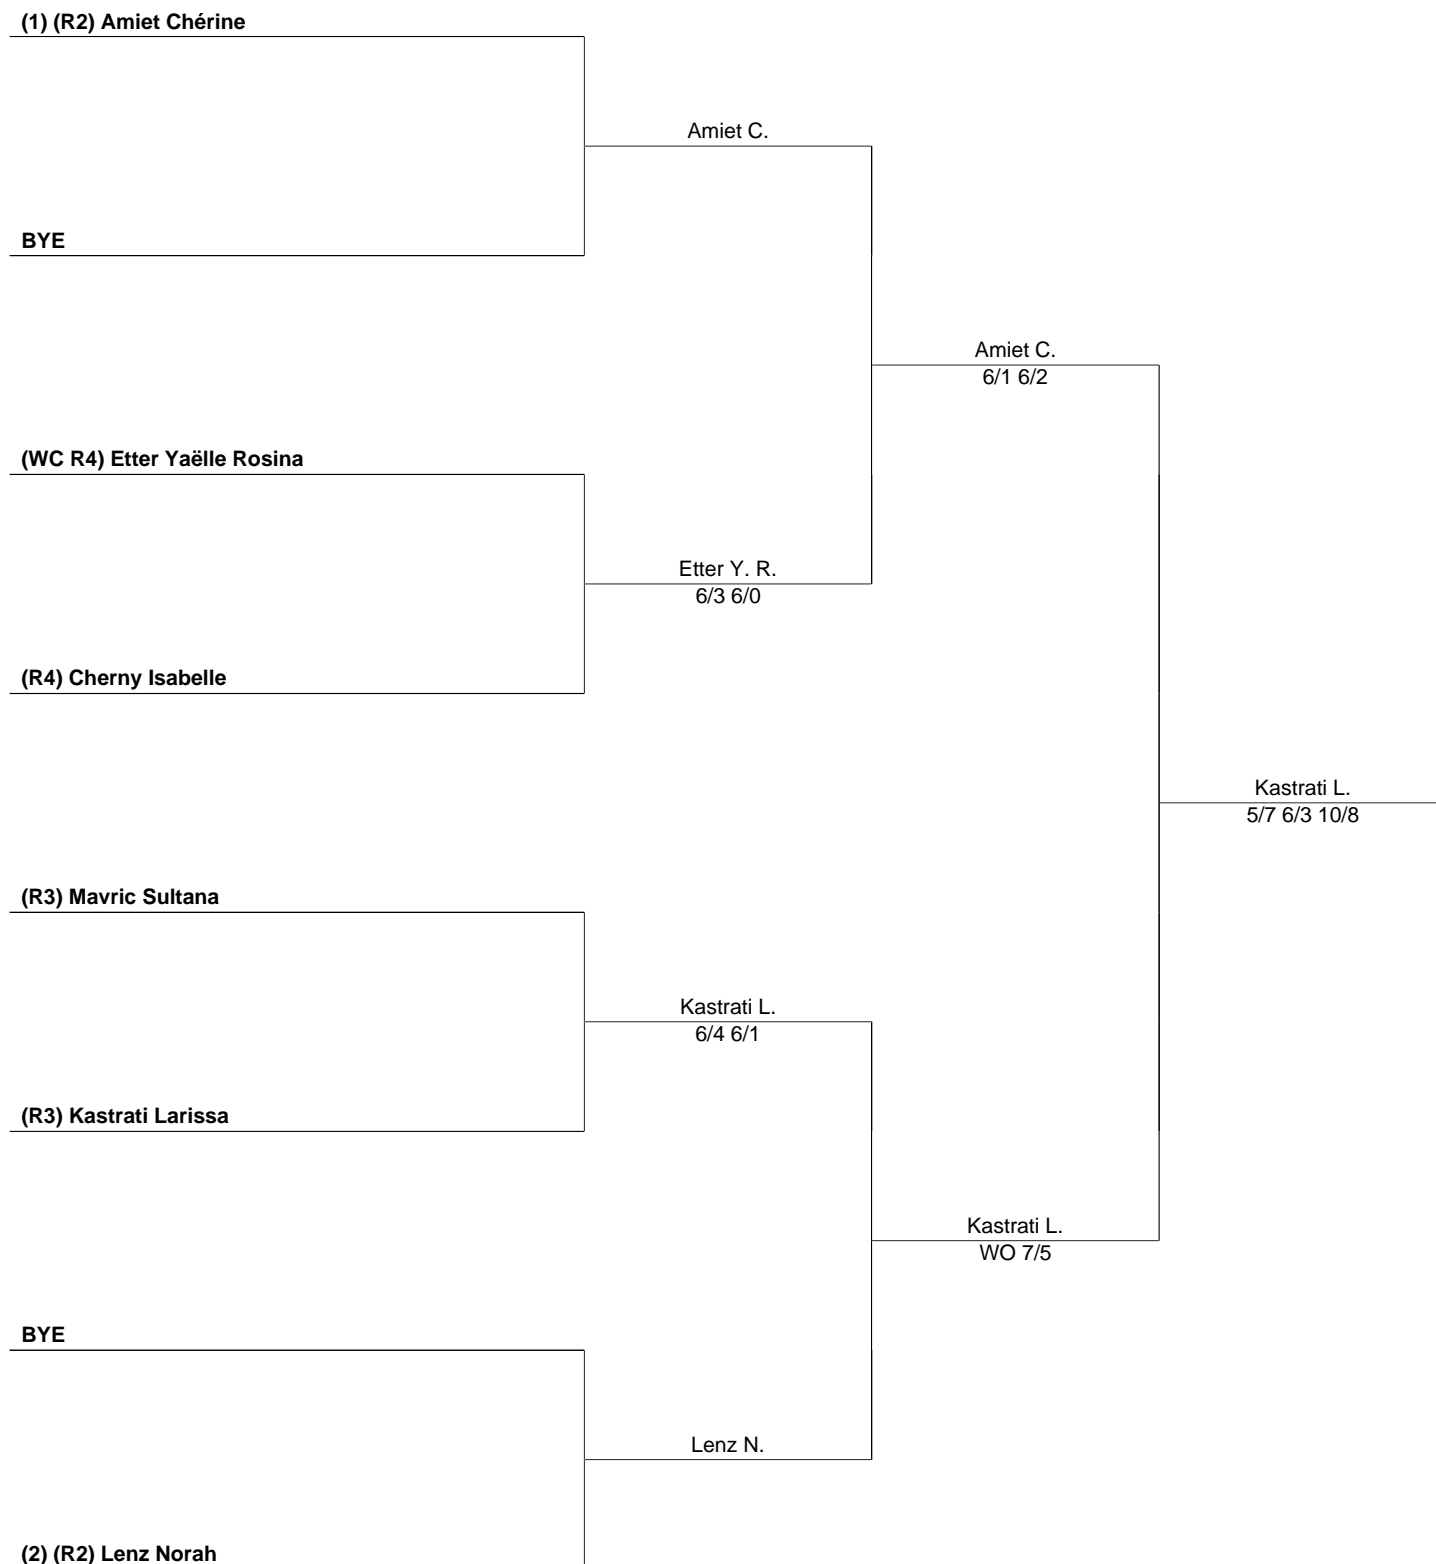 (1) (R2) Amiet Chérine
Amiet C.
BYE
Amiet C.
6/1 6/2
(WC R4) Etter Yaëlle Rosina
Etter Y. R.
6/3 6/0
(R4) Cherny Isabelle
Kastrati L.
5/7 6/3 10/8
(R3) Mavric Sultana
Kastrati L.
6/4 6/1
(R3) Kastrati Larissa
Kastrati L.
WO 7/5
BYE
Lenz N.
(2) (R2) Lenz Norah